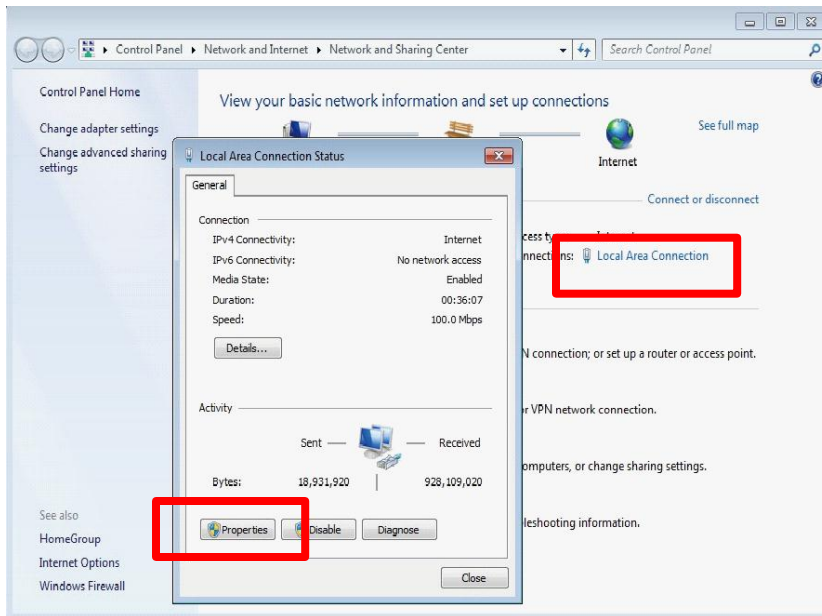 Control Panel ▸ Network and Internet ▸ Network and Sharing Center
Search Control Panel
Control Panel Home
Change adapter settings
Change advanced sharing
settings
See also
HomeGroup
Internet Options
Windows Firewall
View your basic network information and set up connections
See full map
Internet
Connect or disconnect
Local Area Connection
N connection; or set up a router or access point.
or VPN network connection.
omputers, or change sharing settings.
leshooting information.
Local Area Connection Status
General
Connection
IPv4 Connectivity: Internet
IPv6 Connectivity: No network access
Media State: Enabled
Duration: 00:36:07
Speed: 100.0 Mbps
Details...
Activity
Sent Received
Bytes: 18,931,920 928,109,020
Properties Disable Diagnose
Close